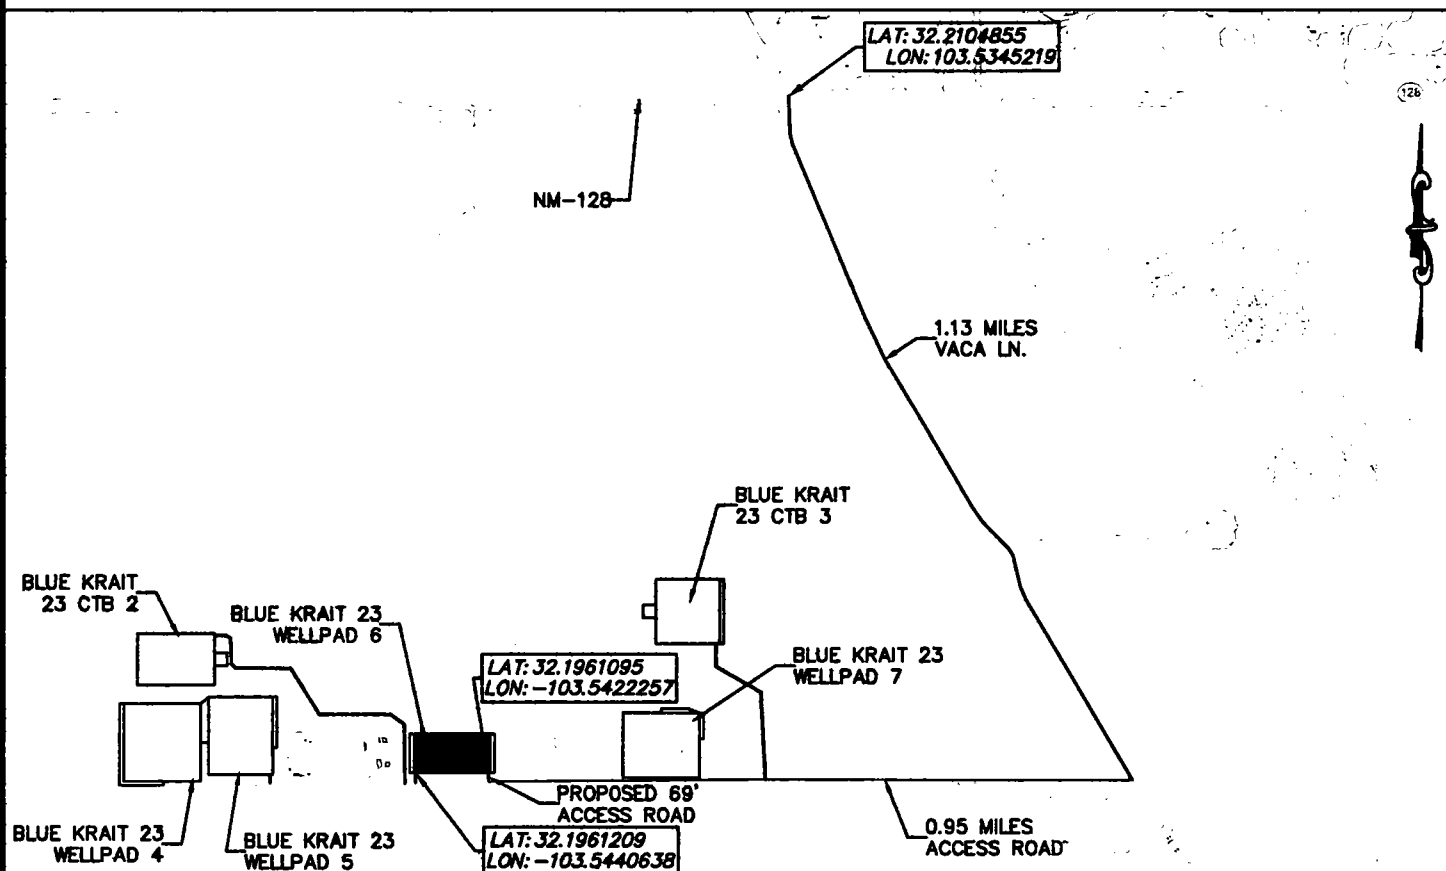 LAT: 32.2104855
LON: 103.5345219
128
NM-128
1.13 MILES
VACA LN.
BLUE KRAIT
23 CTB 3
BLUE KRAIT
23 CTB 2
BLUE KRAIT 23
WELLPAD 6
LAT: 32.1961095
LON: -103.5422257
BLUE KRAIT 23
WELLPAD 7
PROPOSED 69'
ACCESS ROAD
BLUE KRAIT 23
WELLPAD 4
BLUE KRAIT 23
WELLPAD 5
LAT: 32.1961209
LON: -103.5440638
0.95 MILES
ACCESS ROAD